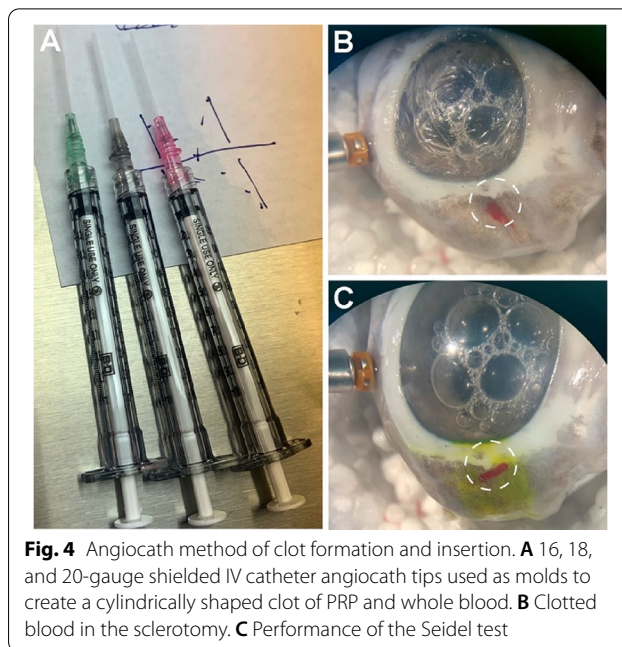 A
B
C
SINGLE USE ONLY
SINGLE USE ONLY
SINGLE USE ONLY
B-D
Fig. 4 Angiocath method of clot formation and insertion. A 16, 18,
and 20-gauge shielded IV catheter angiocath tips used as molds to
create a cylindrically shaped clot of PRP and whole blood. B Clotted
blood in the sclerotomy. C Performance of the Seidel test